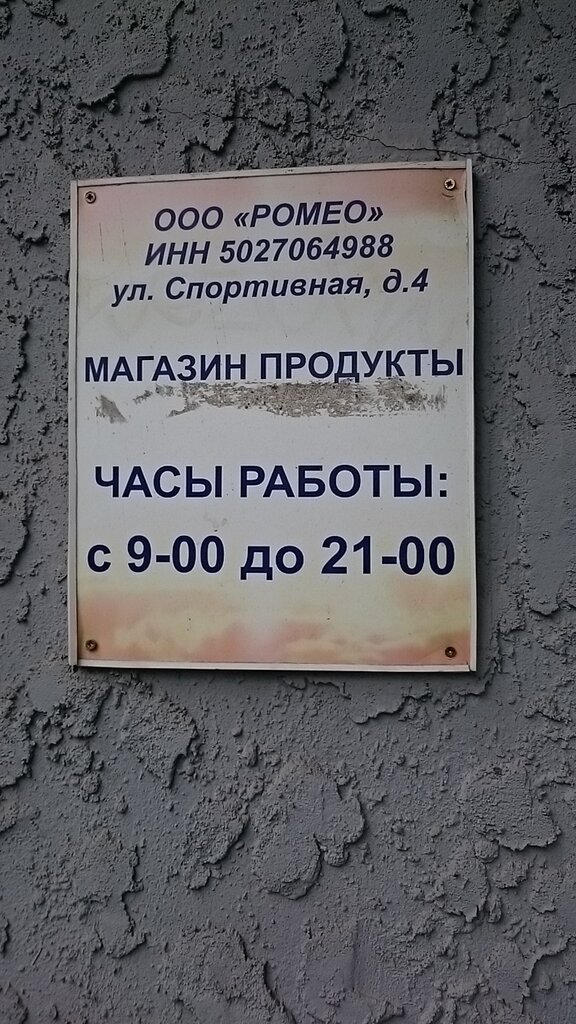 ООО «РОМЕО»
ИНН 5027064988
ул. Спортивная, д.4
МАГАЗИН ПРОДУКТЫ
ЧАСЫ РАБОТЫ:
с 9-00 до 21-00